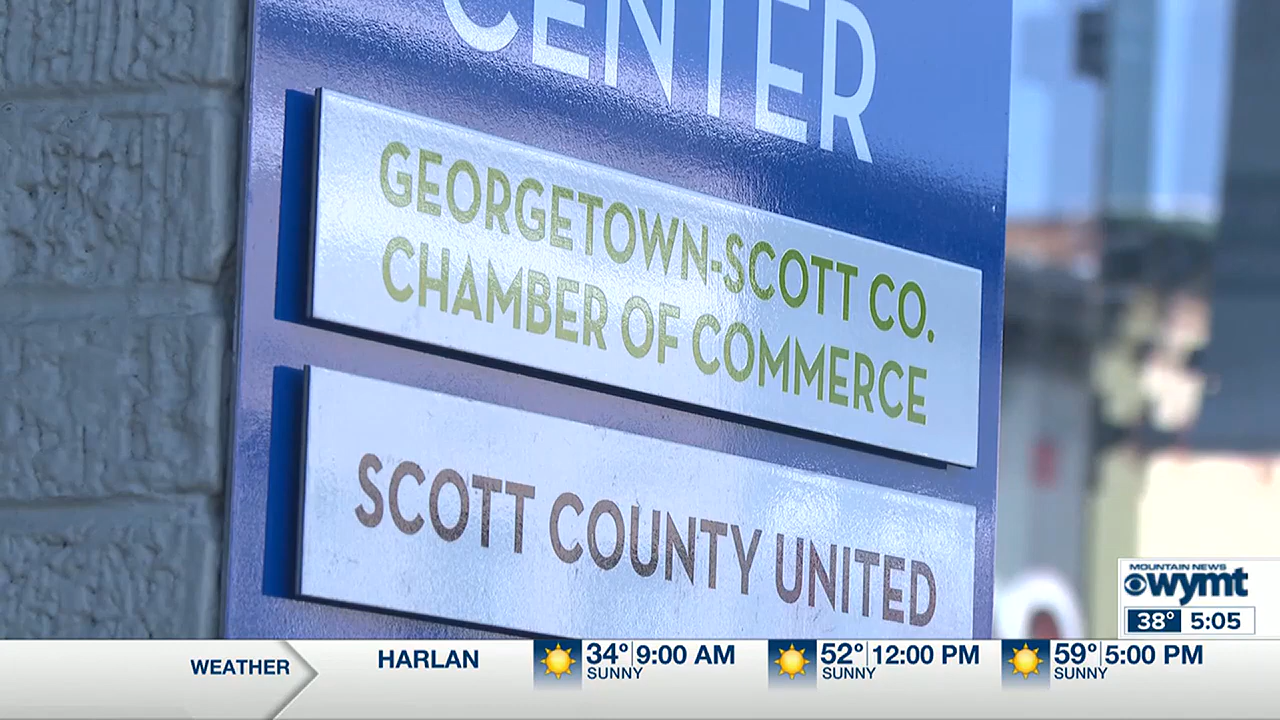 CENTER
GEORGETOWN-SCOTT CO.
CHAMBER OF COMMERCE
SCOTT COUNTY UNITED
MOUNTAIN NEWS
wymt
38° 5:05
WEATHER
HARLAN
34° 9:00 AM
SUNNY
52° 12:00 PM
SUNNY
59° 5:00 PM
SUNNY